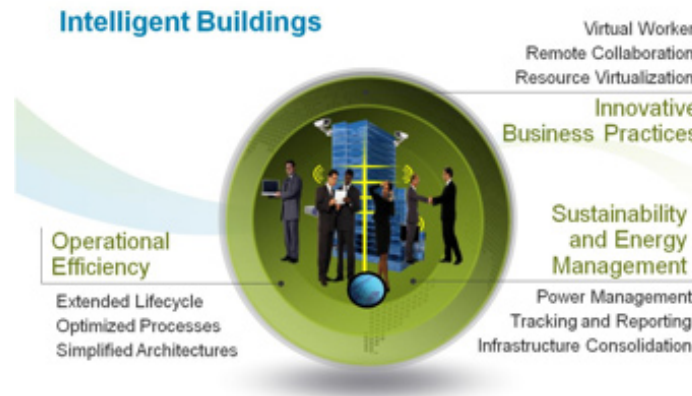 Intelligent Buildings
Virtual Worker
Remote Collaboration
Resource Virtualization
Innovative
Business Practices
Operational
Efficiency
Extended Lifecycle
Optimized Processes
Simplified Architectures
Sustainability
and Energy
Management
Power Management
Tracking and Reporting
Infrastructure Consolidation